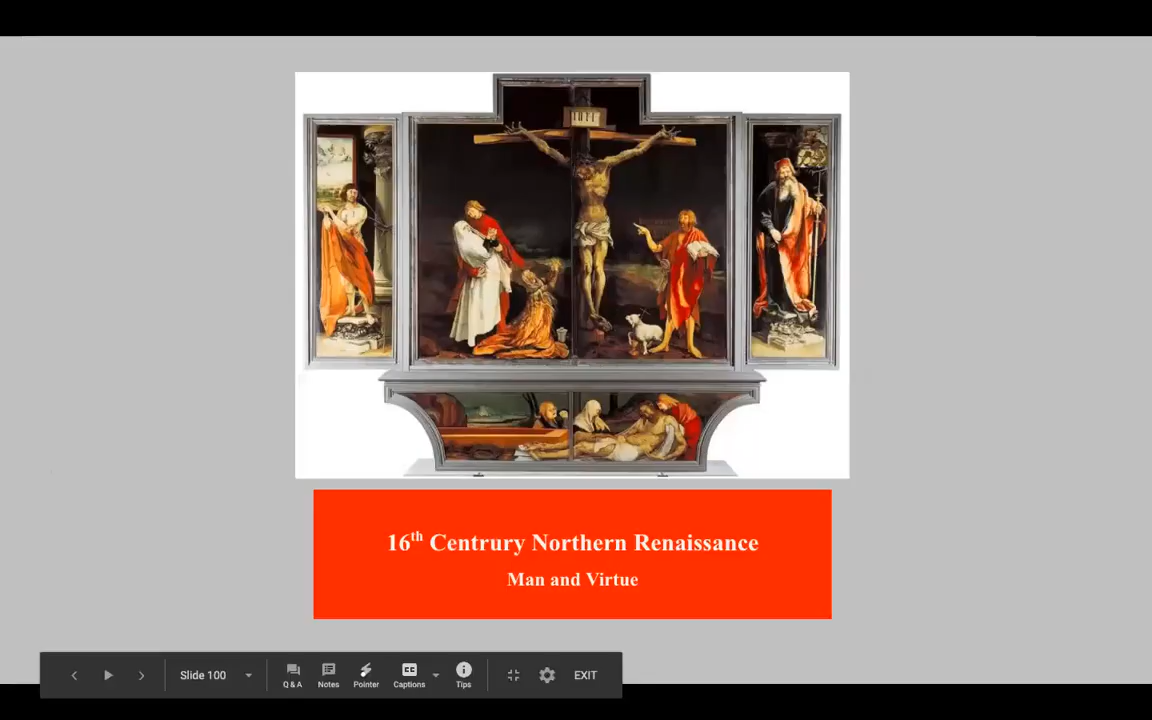 INRI
16th Centrury Northern Renaissance
Man and Virtue
Slide 100
Q & A
Notes
Pointer
Captions
Tips
EXIT